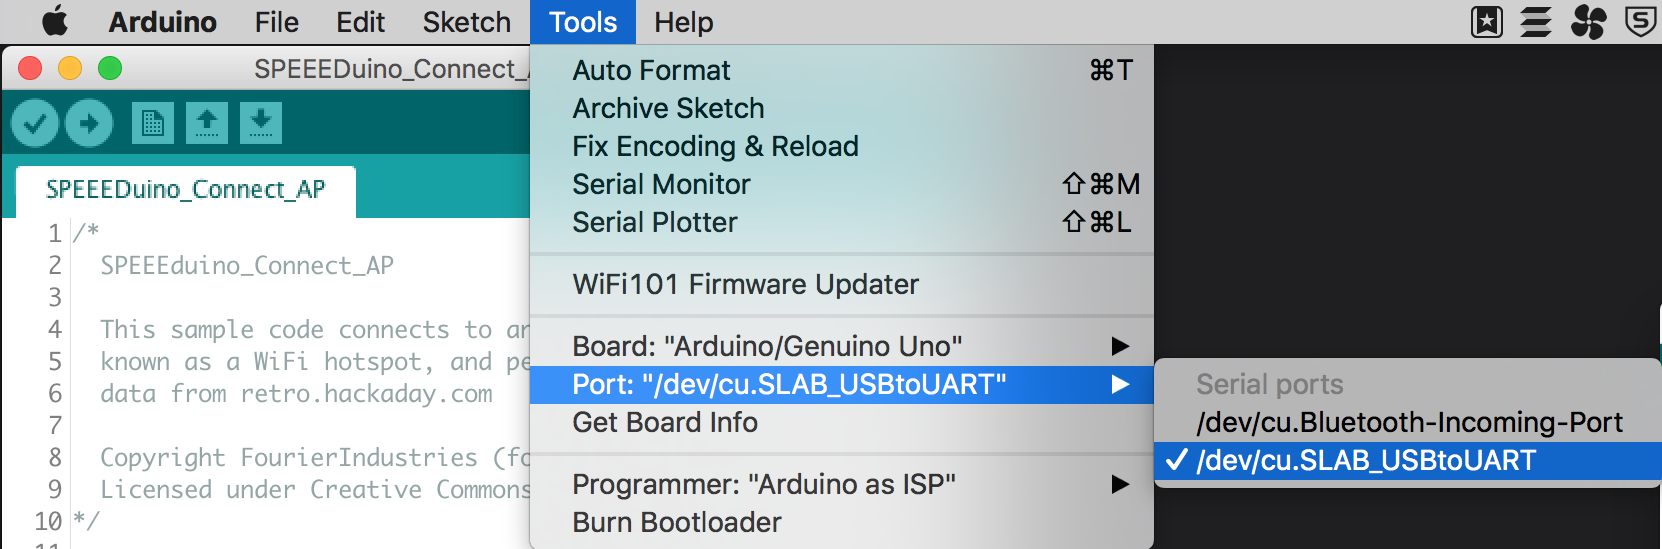 Arduino File Edit Sketch Tools Help
SPEEEDuino_Connect_
Auto Format ⌘T
Archive Sketch
Fix Encoding & Reload
Serial Monitor ⇧⌘M
Serial Plotter ⇧⌘L
WiFi101 Firmware Updater
Board: "Arduino/Genuino Uno" ▶
Port: "/dev/cu.SLAB_USBtoUART" ▶
Get Board Info
Programmer: "Arduino as ISP" ▶
Burn Bootloader
Serial ports
/dev/cu.Bluetooth-Incoming-Port
✓ /dev/cu.SLAB_USBtoUART
SPEEEDuino_Connect_AP
1 /*
2 SPEEEduino_Connect_AP
3
4 This sample code connects to
5 known as a WiFi hotspot, and
6 data from retro.hackaday.com
7
8 Copyright FourierIndustries
9 Licensed under Creative Commons
10 */
S